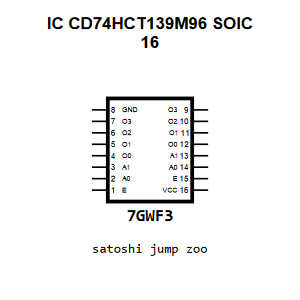 IC CD74HCT139M96 SOIC
16
8 GND O3 9
7 O3 O2 10
6 O2 O1 11
5 O1 O0 12
4 O0 A1 13
3 A1 A0 14
2 A0 E 15
1 E VCC 16
7GWF3
satoshi jump zoo